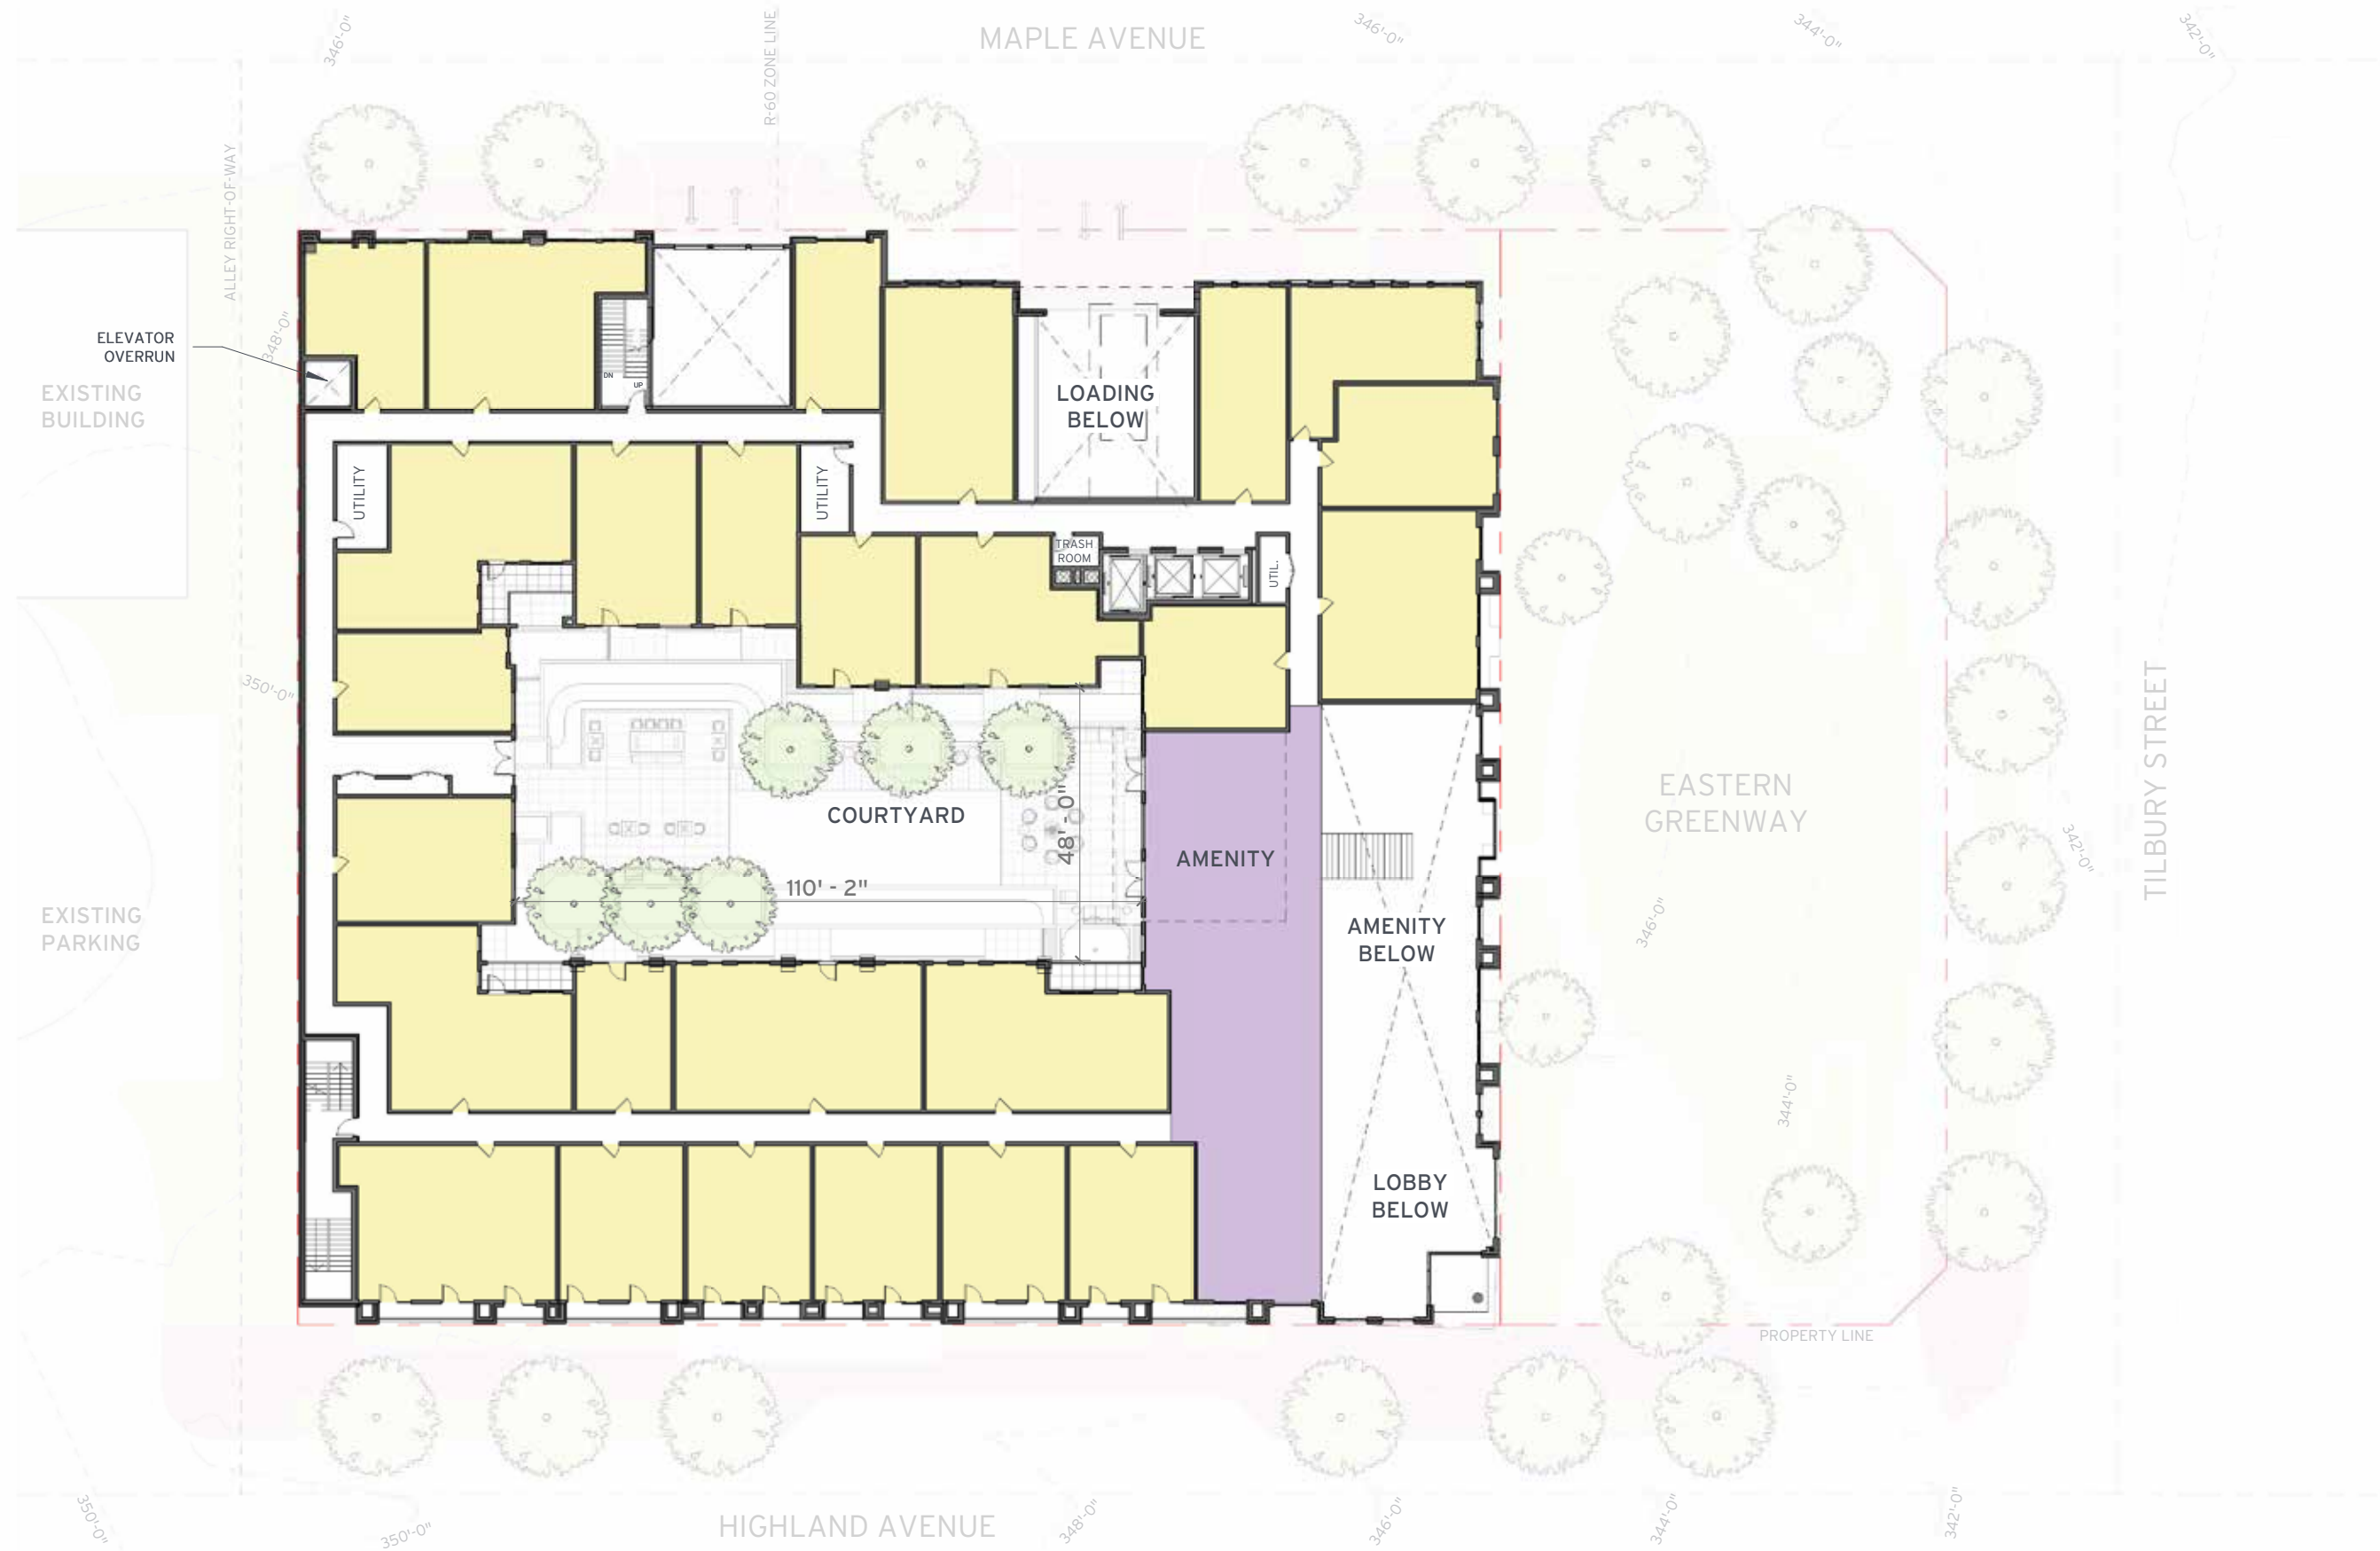 346'-0"
R-60 ZONE LINE
MAPLE AVENUE
346'-0"
344'-0"
342'-0"
ALLEY RIGHT-OF-WAY
348'-0"
ELEVATOR
OVERRUN
EXISTING
BUILDING
DN
UP
LOADING
BELOW
UTILITY
UTILITY
TRASH
ROOM
UTIL.
350'-0"
COURTYARD
48' - 0"
110' - 2"
AMENITY
AMENITY
BELOW
LOBBY
BELOW
EASTERN
GREENWAY
TILBURY STREET
342'-0"
346'-0"
344'-0"
EXISTING
PARKING
PROPERTY LINE
350'-0"
350'-0"
HIGHLAND AVENUE
348'-0"
346'-0"
344'-0"
342'-0"